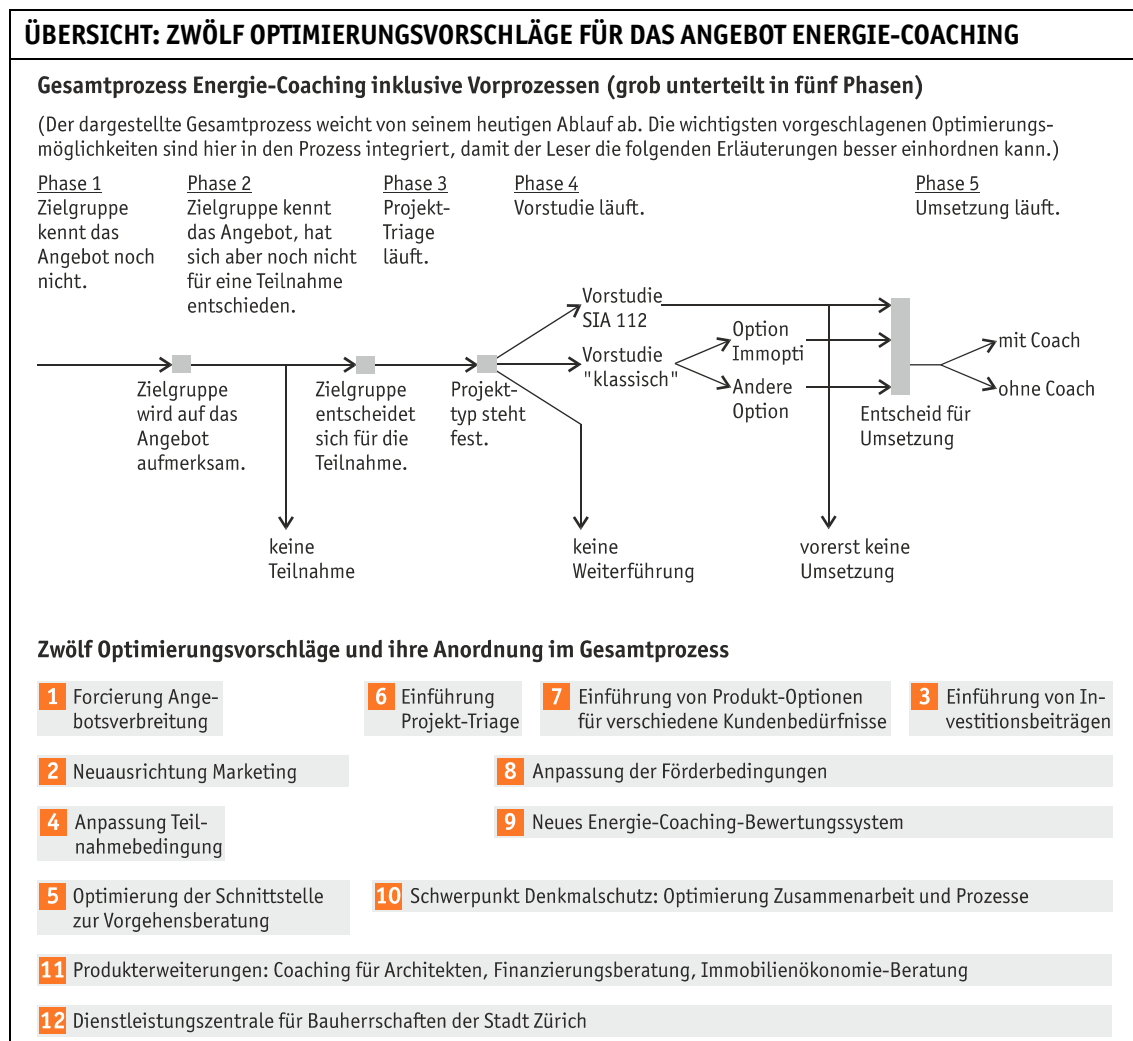 ÜBERSICHT: ZWÖLF OPTIMIERUNGSVORSCHLÄGE FÜR DAS ANGEBOT ENERGIE-COACHING
Gesamtprozess Energie-Coaching inklusive Vorprozessen (grob unterteilt in fünf Phasen)
(Der dargestellte Gesamtprozess weicht von seinem heutigen Ablauf ab. Die wichtigsten vorgeschlagenen Optimierungs-
möglichkeiten sind hier in den Prozess integriert, damit der Leser die folgenden Erläuterungen besser einhordnen kann.)
Phase 1
Zielgruppe
kennt das
Angebot noch
nicht.
Phase 2
Zielgruppe kennt
das Angebot, hat
sich aber noch nicht
für eine Teilnahme
entschieden.
Phase 3
Projekt-
Triage
läuft.
Phase 4
Vorstudie läuft.
Phase 5
Umsetzung läuft.
Zielgruppe
wird auf das
Angebot
aufmerksam.
keine
Teilnahme
Zielgruppe
entscheidet
sich für die
Teilnahme.
Projekt-
typ steht
fest.
Vorstudie
SIA 112
Vorstudie
"klassisch"
keine
Weiterführung
Option
Immopti
Andere
Option
vorerst keine
Umsetzung
Entscheid für
Umsetzung
mit Coach
ohne Coach
Zwölf Optimierungsvorschläge und ihre Anordnung im Gesamtprozess
1 Forcierung Ange-
botsverbreitung
6 Einführung
Projekt-Triage
7 Einführung von Produkt-Optionen
für verschiedene Kundenbedürfnisse
3 Einführung von In-
vestitionsbeiträgen
2 Neuausrichtung Marketing
8 Anpassung der Förderbedingungen
4 Anpassung Teil-
nahmebedingung
9 Neues Energie-Coaching-Bewertungssystem
5 Optimierung der Schnittstelle
zur Vorgehensberatung
10 Schwerpunkt Denkmalschutz: Optimierung Zusammenarbeit und Prozesse
11 Produkterweiterungen: Coaching für Architekten, Finanzierungsberatung, Immobilienökonomie-Beratung
12 Dienstleistungszentrale für Bauherrschaften der Stadt Zürich